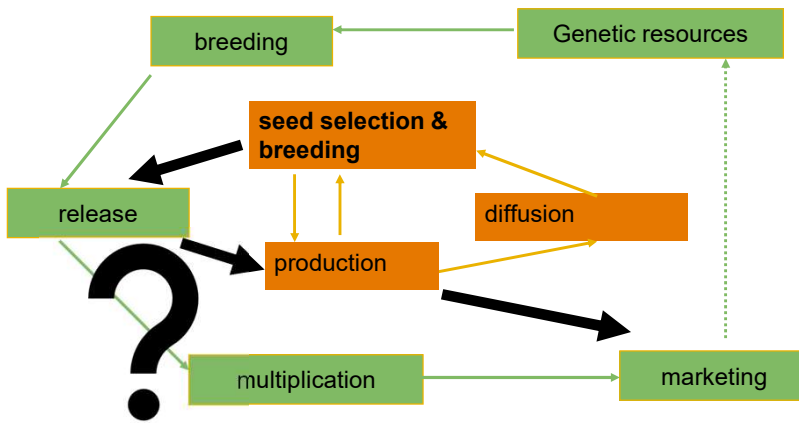 Genetic resources
breeding
seed selection &
breeding
release
diffusion
production
?
multiplication
marketing